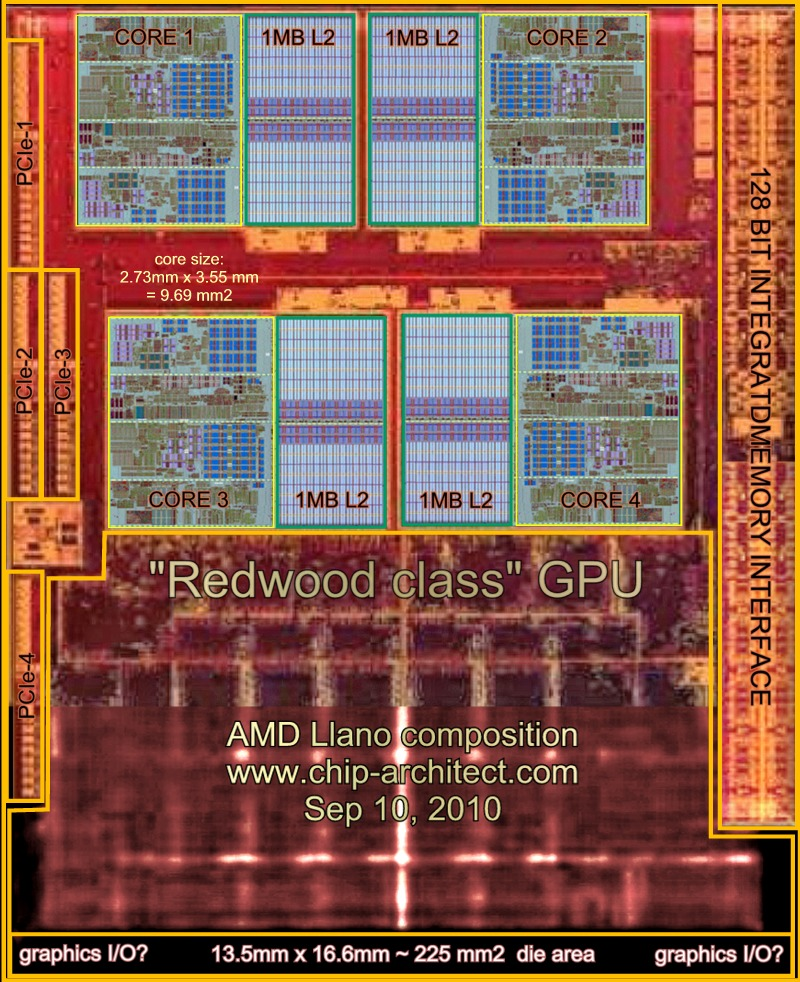 CORE 1
1MB L2
1MB L2
CORE 2
PCIe-1
128 BIT INTEGRATDMEMORY INTERFACE
core size:
2.73mm x 3.55 mm
= 9.69 mm2
PCIe-2
PCIe-3
CORE 3
1MB L2
1MB L2
CORE 4
"Redwood class" GPU
PCIe-4
AMD Llano composition
www.chip-architect.com
Sep 10, 2010
graphics I/O?
13.5mm x 16.6mm ~ 225 mm2 die area
graphics I/O?